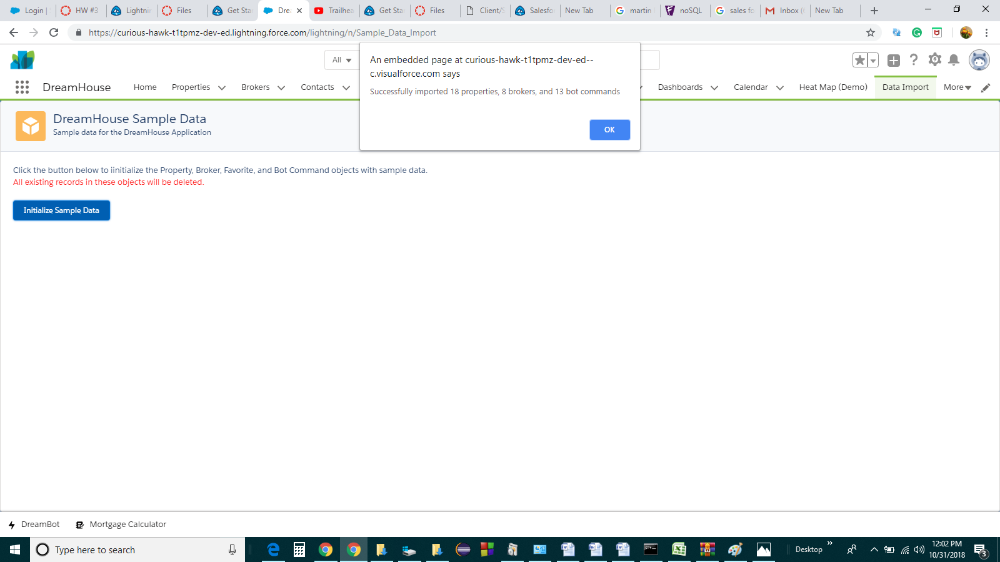 Login |
HW #3
Lightnin
Files
Get Sta
Dre
Trailhea
Get Sta
Files
Client/S
Salesfo
New Tab
martin
noSQL
sales fo
Inbox (
New Tab
https://curious-hawk-t1tpmz-dev-ed.lightning.force.com/lightning/n/Sample_Data_Import
All
An embedded page at curious-hawk-t1tpmz-dev-ed--
c.visualforce.com says
Successfully imported 18 properties, 8 brokers, and 13 bot commands
OK
DreamHouse
Home
Properties
Brokers
Contacts
Dashboards
Calendar
Heat Map (Demo)
Data Import
More
DreamHouse Sample Data
Sample data for the DreamHouse Application
Click the button below to iinitialize the Property, Broker, Favorite, and Bot Command objects with sample data.
All existing records in these objects will be deleted.
Initialize Sample Data
DreamBot
Mortgage Calculator
Type here to search
Desktop
12:02 PM
10/31/2018
3